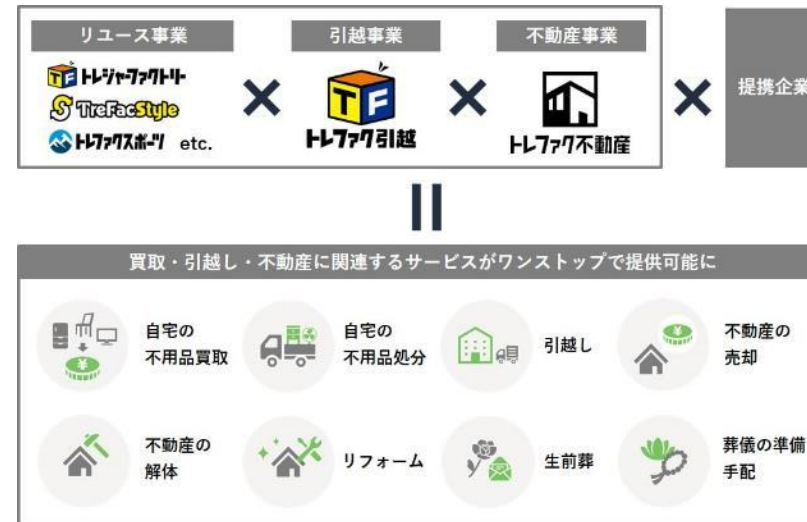 リユース事業
引越事業
不動産事業
TF トレジャーファクトリー
TreFacStyle
トレファクスポーツ etc.
TF
トレファク引越
トレファク不動産
提携企業
買取・引越し・不動産に関連するサービスがワンストップで提供可能に
自宅の
不用品買取
自宅の
不用品処分
引越し
不動産の
売却
不動産の
解体
リフォーム
生前葬
葬儀の準備
手配